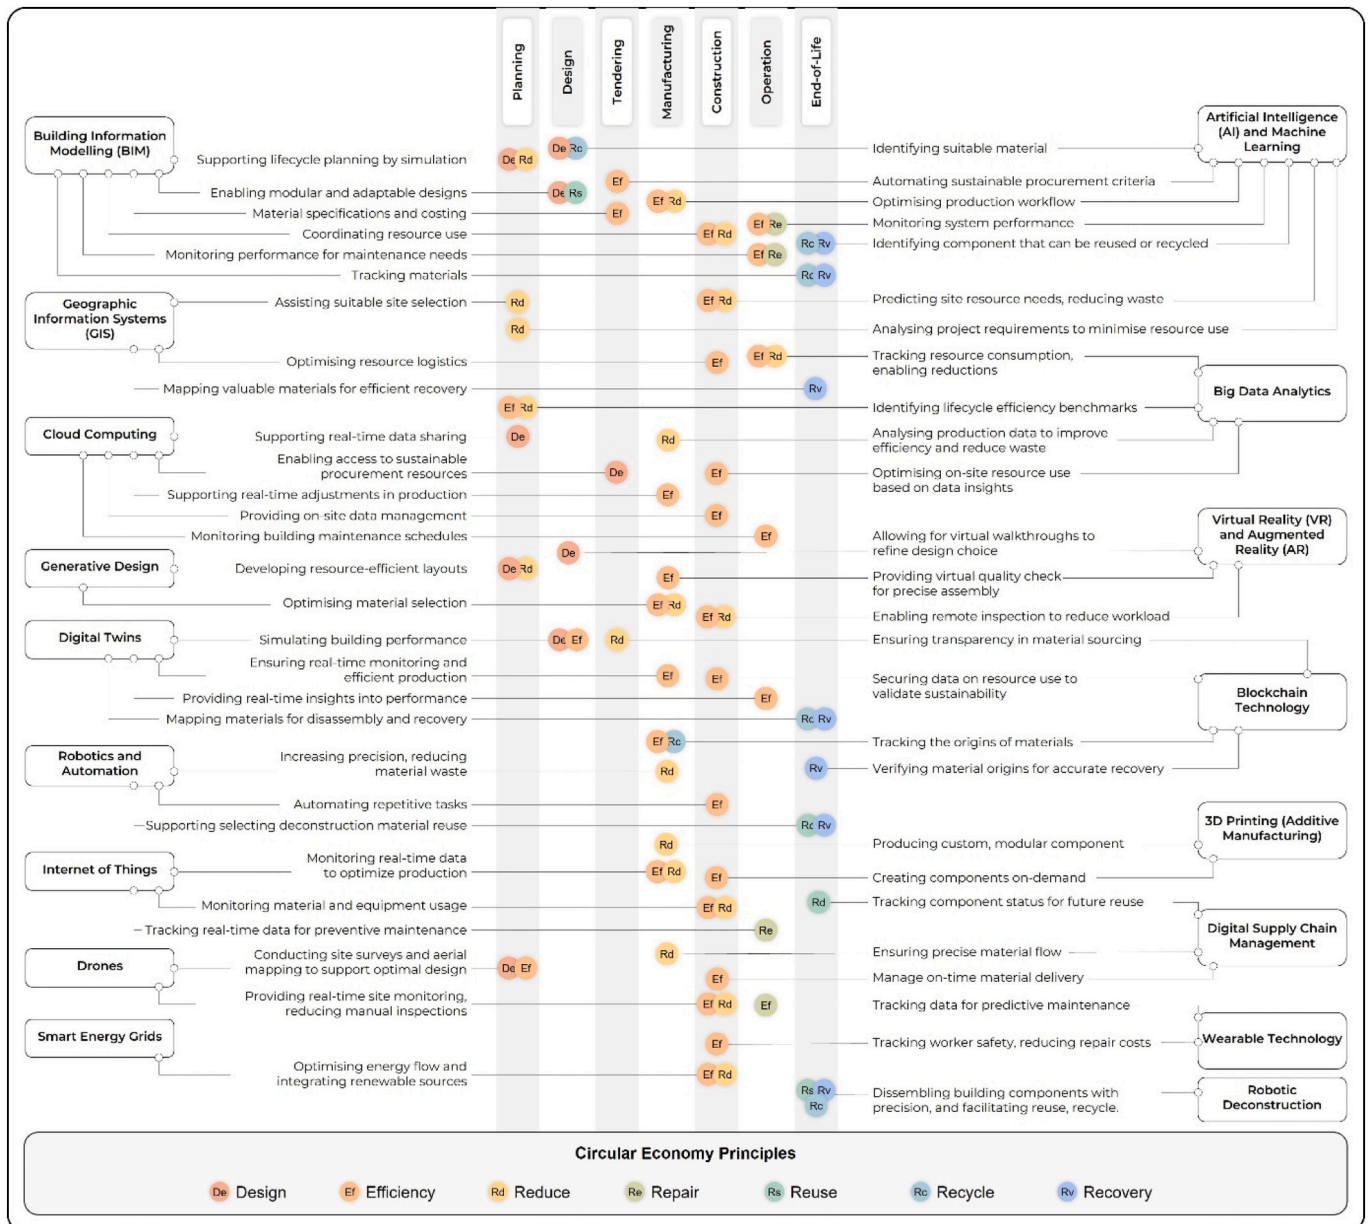 Planning
Design
Tendering
Manufacturing
Construction
Operation
End-of-Life
Building Information
Modelling (BIM)
Supporting lifecycle planning by simulation
De Rd
Enabling modular and adaptable designs
De Rs
Material specifications and costing
Ef
Coordinating resource use
Ef Rd
Monitoring performance for maintenance needs
Ef Re
Tracking materials
Rc Rv
Geographic
Information Systems
(GIS)
Assisting suitable site selection
Rd
Optimising resource logistics
Ef
Mapping valuable materials for efficient recovery
Rv
Cloud Computing
Supporting real-time data sharing
De
Enabling access to sustainable
procurement resources
De
Supporting real-time adjustments in production
Ef
Providing on-site data management
Ef
Monitoring building maintenance schedules
Ef
Generative Design
Developing resource-efficient layouts
De Rd
Optimising material selection
Ef Rd
Digital Twins
Simulating building performance
De Ef
Ensuring real-time monitoring and
efficient production
Ef
Providing real-time insights into performance
Ef
Mapping materials for disassembly and recovery
Rc Rv
Robotics and
Automation
Increasing precision, reducing
material waste
Rd
Automating repetitive tasks
Ef
Supporting selecting deconstruction material reuse
Rc Rv
Internet of Things
Monitoring real-time data
to optimize production
Ef Rd
Monitoring material and equipment usage
Ef Rd
Tracking real-time data for preventive maintenance
Re
Drones
Conducting site surveys and aerial
mapping to support optimal design
De Ef
Providing real-time site monitoring,
reducing manual inspections
Ef Rd
Smart Energy Grids
Optimising energy flow and
integrating renewable sources
Ef Rd
Artificial Intelligence
(AI) and Machine
Learning
De Rc
Identifying suitable material
Ef
Automating sustainable procurement criteria
Ef Rd
Optimising production workflow
Ef Re
Monitoring system performance
Rc Rv
Identifying component that can be reused or recycled
Ef Rd
Predicting site resource needs, reducing waste
Rd
Analysing project requirements to minimise resource use
Big Data Analytics
Ef Rd
Tracking resource consumption,
enabling reductions
Ef Rd
Identifying lifecycle efficiency benchmarks
Rd
Analysing production data to improve
efficiency and reduce waste
Ef
Optimising on-site resource use
based on data insights
Virtual Reality (VR)
and Augmented
Reality (AR)
De
Allowing for virtual walkthroughs to
refine design choice
Ef
Providing virtual quality check
for precise assembly
Ef Rd
Enabling remote inspection to reduce workload
Blockchain
Technology
Rd
Ensuring transparency in material sourcing
Ef
Securing data on resource use to
validate sustainability
Ef Rc
Tracking the origins of materials
Rv
Verifying material origins for accurate recovery
3D Printing (Additive
Manufacturing)
Rd
Producing custom, modular component
Ef
Creating components on-demand
Digital Supply Chain
Management
Rd
Tracking component status for future reuse
Rd
Ensuring precise material flow
Ef
Manage on-time material delivery
Wearable Technology
Ef
Tracking data for predictive maintenance
Ef
Tracking worker safety, reducing repair costs
Robotic
Deconstruction
Rs Rv
Rc
Dissembling building components with
precision, and facilitating reuse, recycle.
Circular Economy Principles
De Design
Ef Efficiency
Rd Reduce
Re Repair
Rs Reuse
Rc Recycle
Rv Recovery